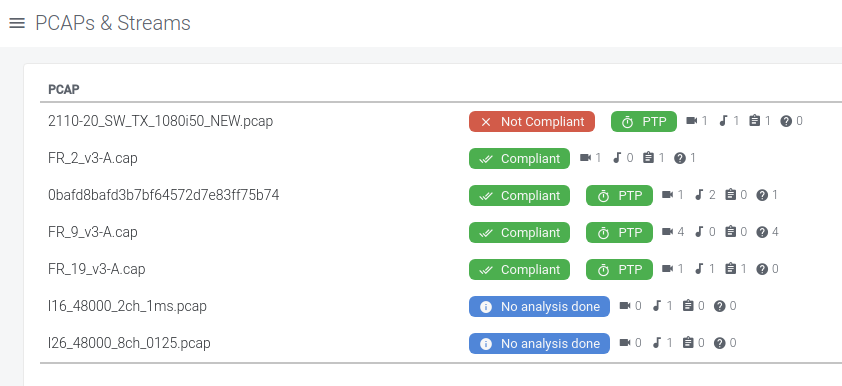 PCAPs & Streams
PCAP
2110-20_SW_TX_1080i50_NEW.pcap Not Compliant PTP 1 1 1 0
FR_2_v3-A.cap Compliant 1 0 1 1
0bafd8bafd3b7bf64572d7e83ff75b74 Compliant PTP 1 2 0 1
FR_9_v3-A.cap Compliant PTP 4 0 0 4
FR_19_v3-A.cap Compliant PTP 1 1 1 0
l16_48000_2ch_1ms.pcap No analysis done 0 1 0 0
l26_48000_8ch_0125.pcap No analysis done 0 1 0 0